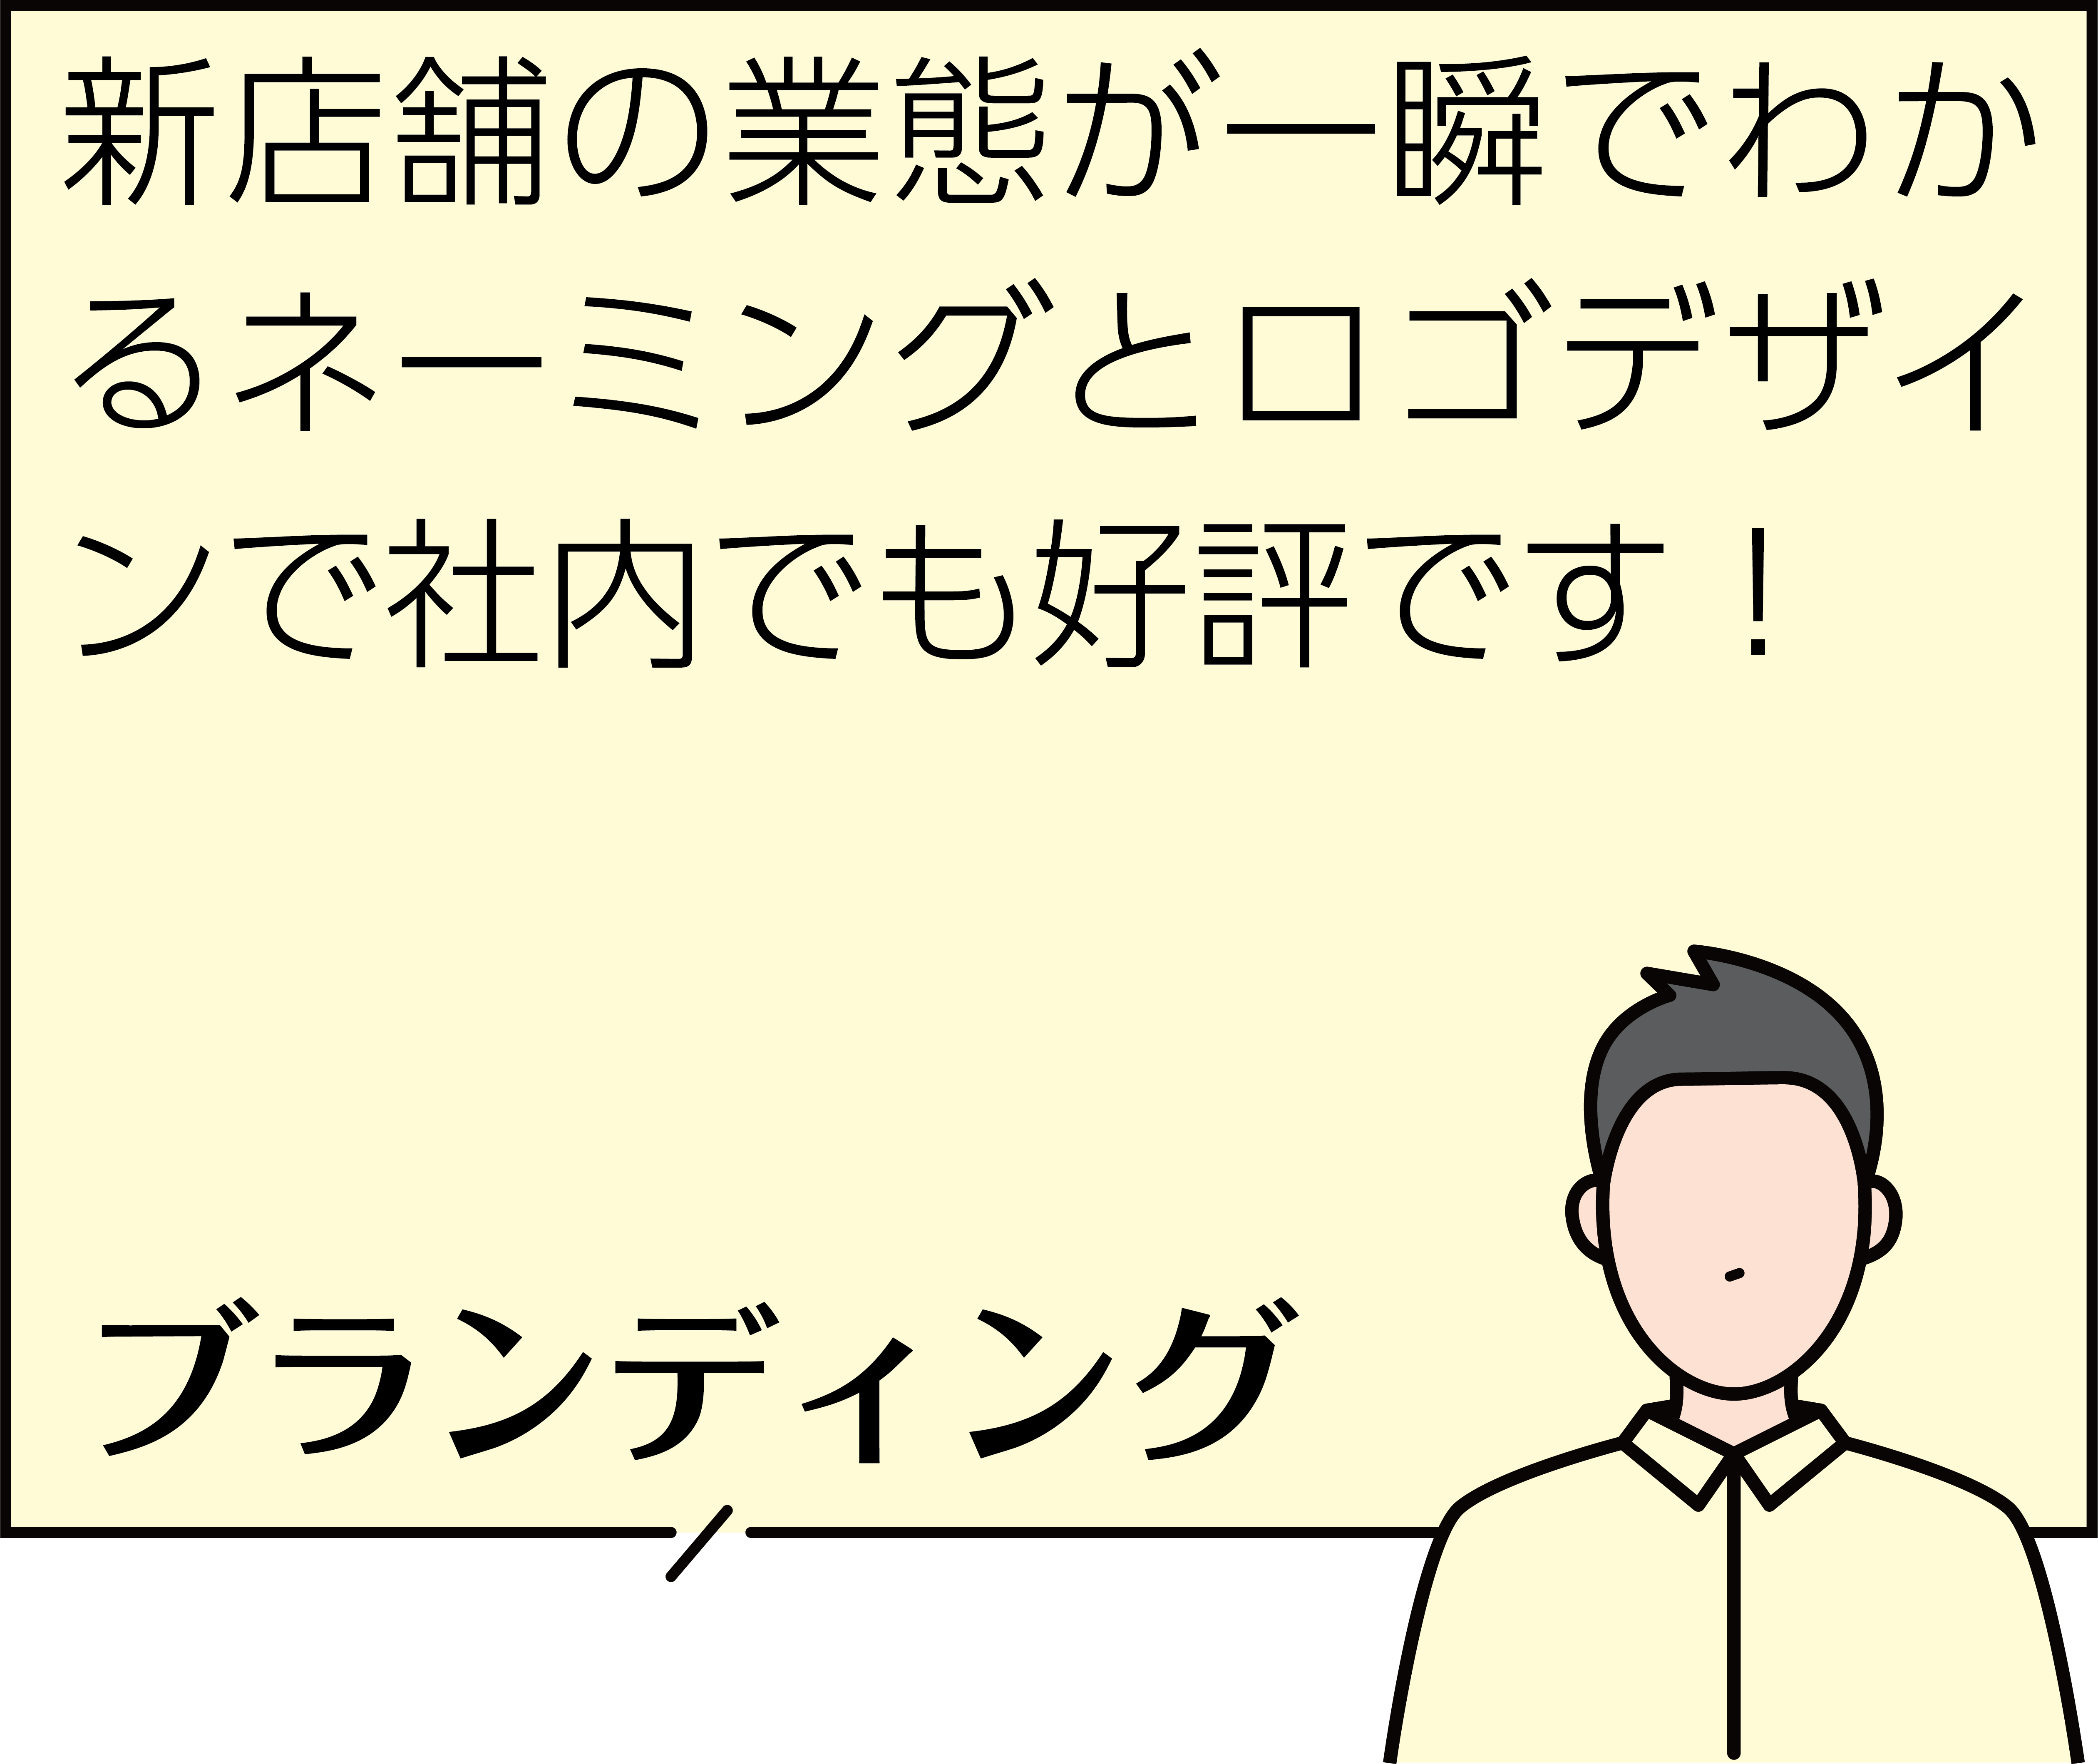 新店舗の業態が一瞬でわか
るネーミングとロゴデザイ
ンで社内でも好評です！
ブランディング